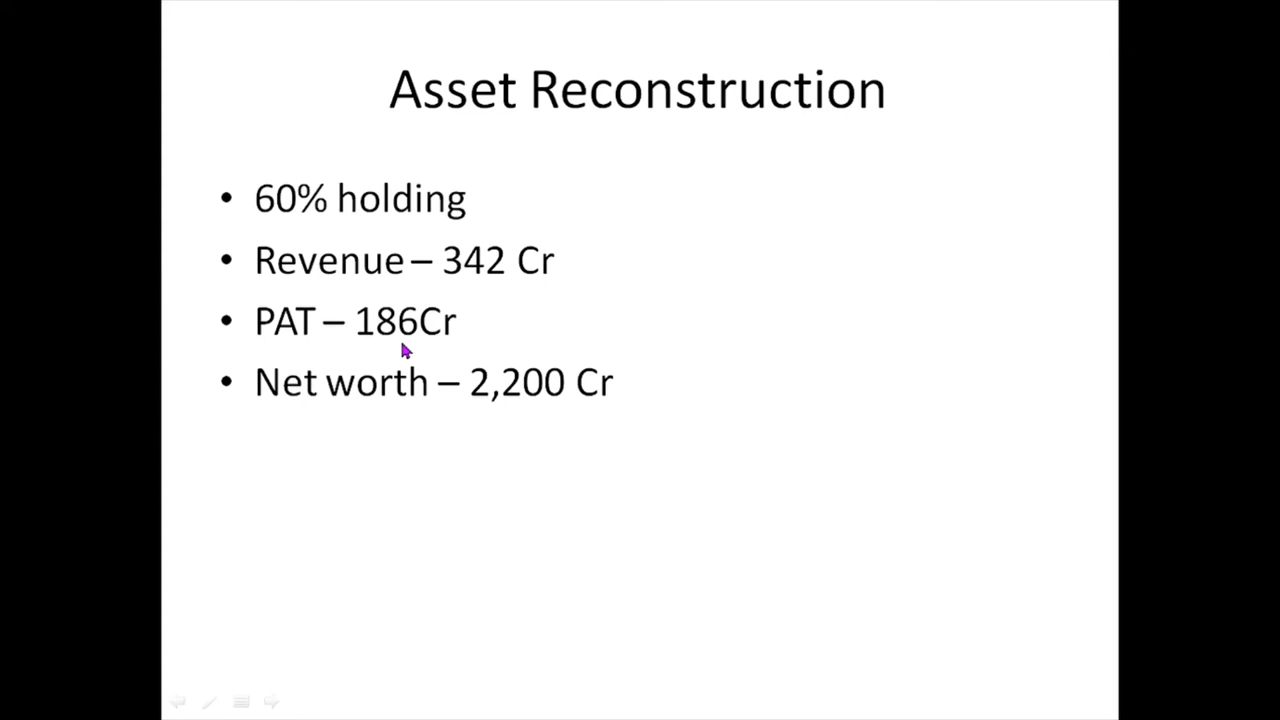 Asset Reconstruction
• 60% holding
• Revenue – 342 Cr
• PAT – 186Cr
• Net worth – 2,200 Cr